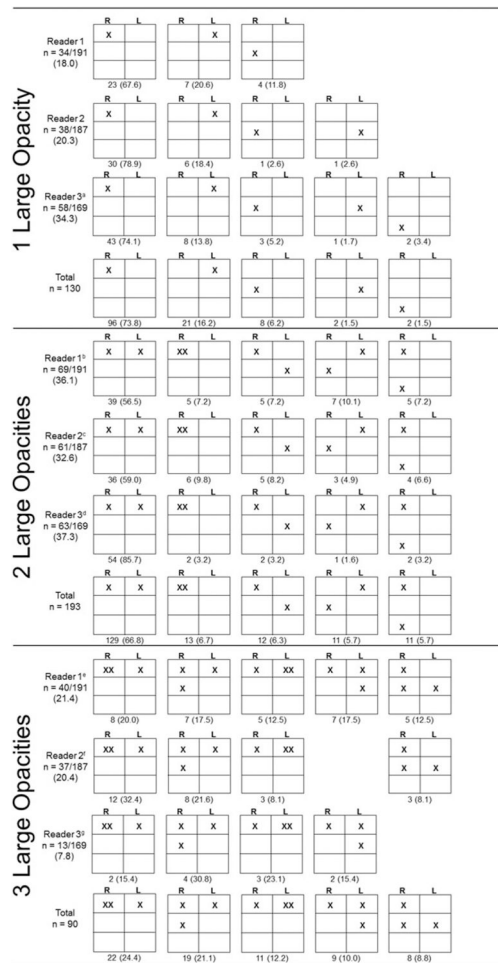 1 Large Opacity
R L R L R L
Reader 1
n = 34/191
(18.0)
X X
X
23 (67.6) 7 (20.6) 4 (11.8)
R L R L R L R L
Reader 2
n = 38/187
(20.3)
X X
X X
30 (78.9) 6 (18.4) 1 (2.6) 1 (2.6)
R L R L R L R L R L
Reader 3a
n = 58/169
(34.3)
X X
X X
X
43 (74.1) 8 (13.8) 3 (5.2) 1 (1.7) 2 (3.4)
R L R L R L R L R L
Total
n = 130
X X
X X
X
96 (73.8) 21 (16.2) 8 (6.2) 2 (1.5) 2 (1.5)
2 Large Opacities
R L R L R L R L R L
Reader 1b
n = 69/191
(36.1)
X X XX X X X
X X
X
39 (56.5) 5 (7.2) 5 (7.2) 7 (10.1) 5 (7.2)
R L R L R L R L R L
Reader 2c
n = 61/187
(32.6)
X X XX X X X
X X
X
36 (59.0) 6 (9.8) 5 (8.2) 3 (4.9) 4 (6.6)
R L R L R L R L R L
Reader 3d
n = 63/169
(37.3)
X X XX X X X
X X
X
54 (85.7) 2 (3.2) 2 (3.2) 1 (1.6) 2 (3.2)
R L R L R L R L R L
Total
n = 193
X X XX X X X
X X
X
129 (66.8) 13 (6.7) 12 (6.3) 11 (5.7) 11 (5.7)
3 Large Opacities
R L R L R L R L R L
Reader 1e
n = 40/191
(21.4)
XX X X X X XX X X X
X X X X
8 (20.0) 7 (17.5) 5 (12.5) 7 (17.5) 5 (12.5)
R L R L R L R L
Reader 2f
n = 37/187
(20.4)
XX X X X X XX X
X X X
12 (32.4) 8 (21.6) 3 (8.1) 3 (8.1)
R L R L R L R L
Reader 3g
n = 13/169
(7.8)
XX X X X X XX X X
X X
2 (15.4) 4 (30.8) 3 (23.1) 2 (15.4)
R L R L R L R L R L
Total
n = 90
XX X X X X XX X X X
X X X X
22 (24.4) 19 (21.1) 11 (12.2) 9 (10.0) 8 (8.8)